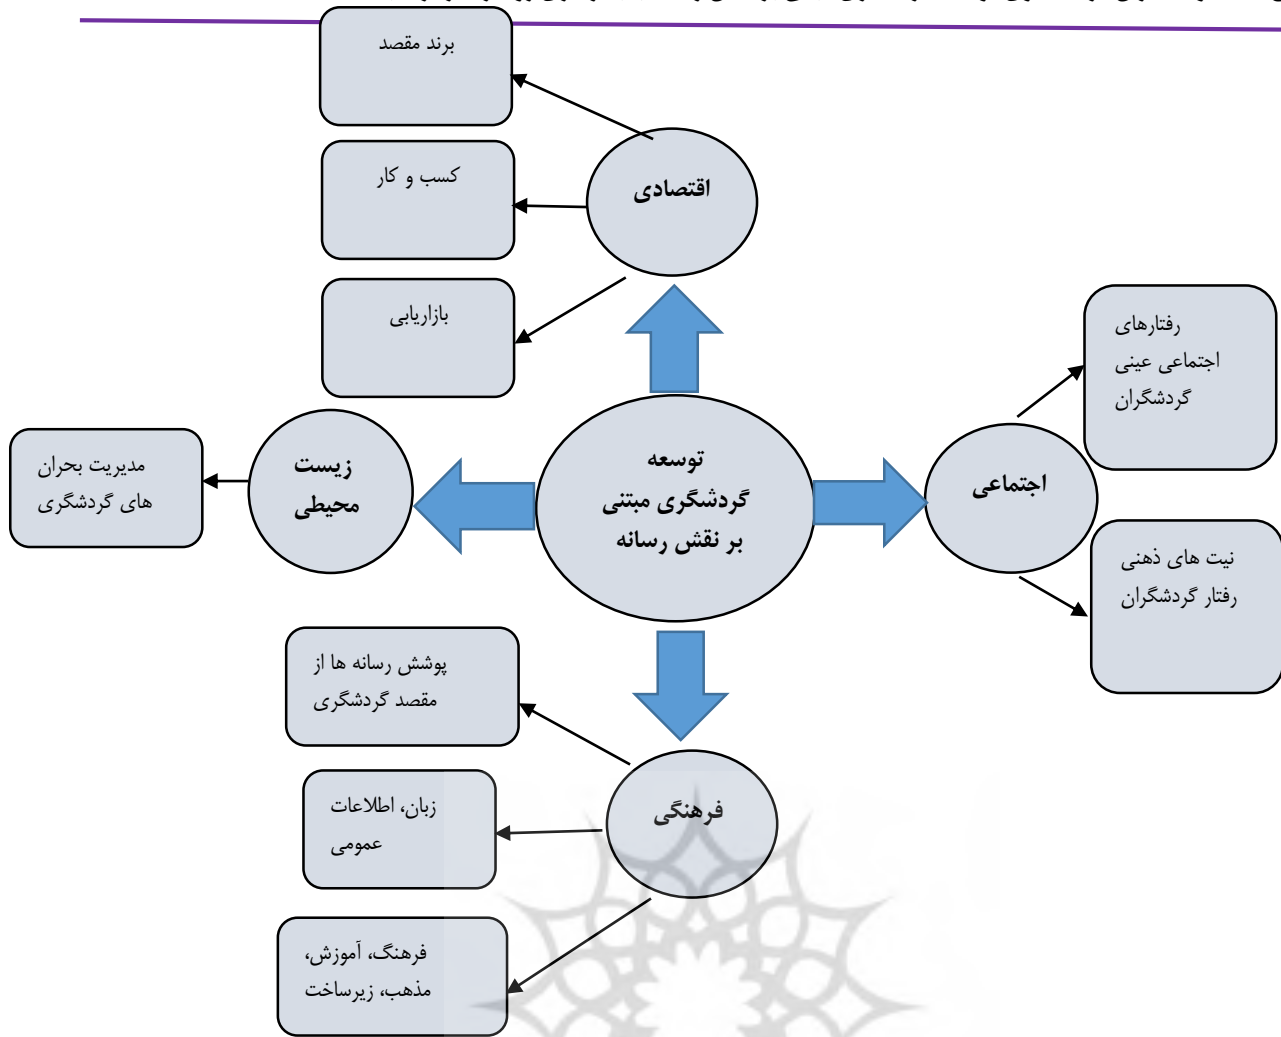 برند مقصد
کسب و کار
اقتصادی
بازاریابی
رفتارهای
اجتماعی عینی
گردشگران
اجتماعی
نیت های ذهنی
رفتار گردشگران
توسعه
گردشگری مبتنی
بر نقش رسانه
زیست
محیطی
مدیریت بحران
های گردشگری
پوشش رسانه ها از
مقصد گردشگری
فرهنگی
زبان، اطلاعات
عمومی
فرهنگ، آموزش،
مذهب، زیرساخت